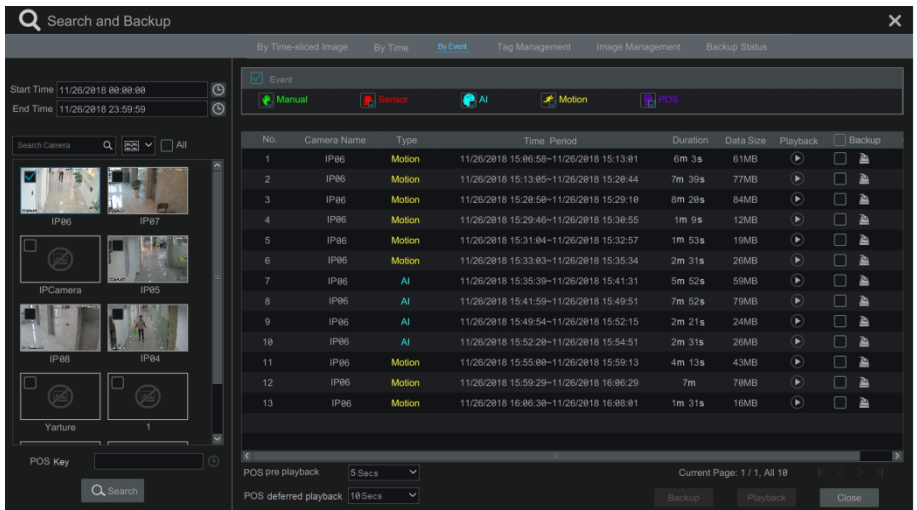 Search and Backup
By Time-sliced Image By Time By Event Tag Management Image Management Backup Status
Start Time 11/26/2018 00:00:00
End Time 11/26/2018 23:59:59
Search Camera All
IP06 IP07
IPCamera IP05
IP08 IP04
Yarture 1
POS Key
Search
Event
Manual Sensor AI Motion POS
No. Camera Name Type Time Period Duration Data Size Playback Backup
1 IP06 Motion 11/26/2018 15:06:58~11/26/2018 15:13:01 6m 3s 61MB
2 IP06 Motion 11/26/2018 15:13:05~11/26/2018 15:20:44 7m 39s 77MB
3 IP06 Motion 11/26/2018 15:20:50~11/26/2018 15:29:10 8m 20s 84MB
4 IP06 Motion 11/26/2018 15:29:46~11/26/2018 15:30:55 1m 9s 12MB
5 IP06 Motion 11/26/2018 15:31:04~11/26/2018 15:32:57 1m 53s 19MB
6 IP06 Motion 11/26/2018 15:33:03~11/26/2018 15:35:34 2m 31s 26MB
7 IP06 AI 11/26/2018 15:35:39~11/26/2018 15:41:31 5m 52s 59MB
8 IP06 AI 11/26/2018 15:41:59~11/26/2018 15:49:51 7m 52s 79MB
9 IP06 AI 11/26/2018 15:49:54~11/26/2018 15:52:15 2m 21s 24MB
10 IP06 AI 11/26/2018 15:52:20~11/26/2018 15:54:51 2m 31s 26MB
11 IP06 Motion 11/26/2018 15:55:00~11/26/2018 15:59:13 4m 13s 43MB
12 IP06 Motion 11/26/2018 15:59:29~11/26/2018 16:06:29 7m 70MB
13 IP06 Motion 11/26/2018 16:06:30~11/26/2018 16:08:01 1m 31s 16MB
POS pre playback 5 Secs Current Page: 1 / 1, All 10
POS deferred playback 10 Secs Backup Playback Close